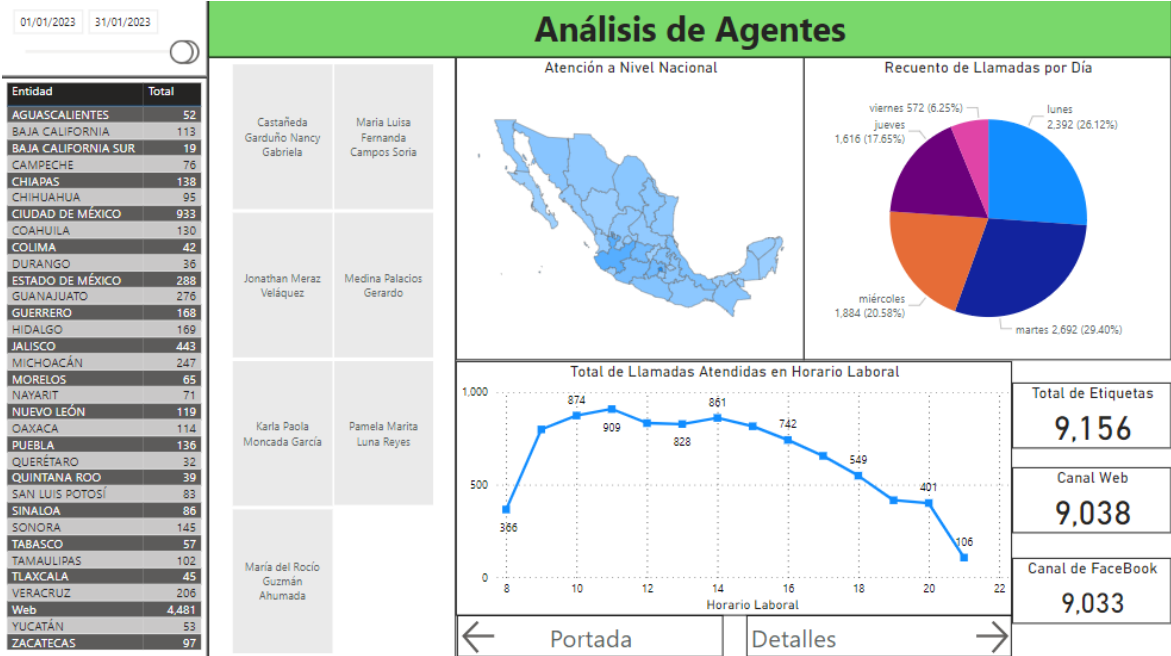 01/01/2023 31/01/2023
Análisis de Agentes
Entidad Total
AGUASCALIENTES 52
BAJA CALIFORNIA 113
BAJA CALIFORNIA SUR 19
CAMPECHE 76
CHIAPAS 138
CHIHUAHUA 95
CIUDAD DE MÉXICO 933
COAHUILA 130
COLIMA 42
DURANGO 36
ESTADO DE MÉXICO 288
GUANAJUATO 276
GUERRERO 168
HIDALGO 169
JALISCO 443
MICHOACÁN 247
MORELOS 65
NAYARIT 71
NUEVO LEÓN 119
OAXACA 114
PUEBLA 136
QUERÉTARO 32
QUINTANA ROO 39
SAN LUIS POTOSÍ 83
SINALOA 86
SONORA 145
TABASCO 57
TAMAULIPAS 102
TLAXCALA 45
VERACRUZ 206
Web 4,481
YUCATÁN 53
ZACATECAS 97
Castañeda
Garduño Nancy
Gabriela
Maria Luisa
Fernanda
Campos Soria
Jonathan Meraz
Veláquez
Medina Palacios
Gerardo
Karla Paola
Moncada García
Pamela Marita
Luna Reyes
María del Rocío
Guzmán
Ahumada
Atención a Nivel Nacional
Recuento de Llamadas por Día
viernes 572 (6.25%)
jueves
1,616 (17.65%)
lunes
2,392 (26.12%)
miércoles
1,884 (20.58%)
martes 2,692 (29.40%)
Total de Llamadas Atendidas en Horario Laboral
1,000
500
0
366
874
909
828
861
742
549
401
106
8 10 12 14 16 18 20 22
Horario Laboral
Total de Etiquetas
9,156
Canal Web
9,038
Canal de FaceBook
9,033
Portada
Detalles